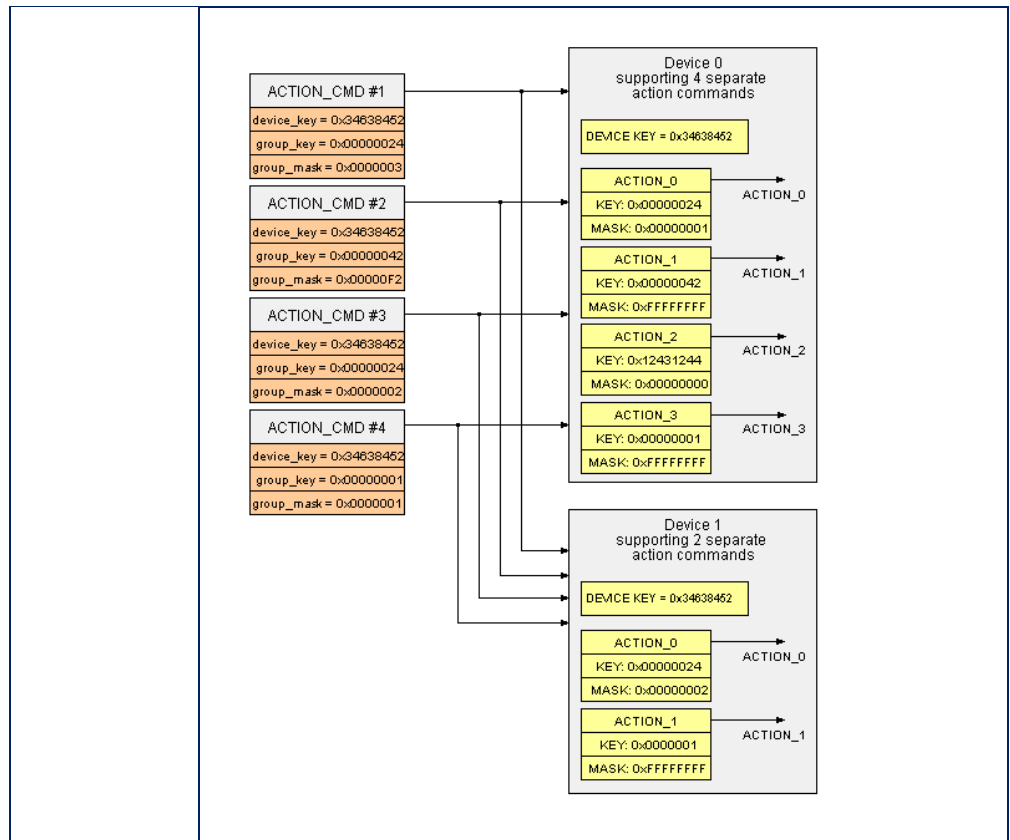 ACTION_CMD #1
device_key = 0x34638452
group_key = 0x00000024
group_mask = 0x0000003
ACTION_CMD #2
device_key = 0x34638452
group_key = 0x00000042
group_mask = 0x00000F2
ACTION_CMD #3
device_key = 0x34638452
group_key = 0x00000024
group_mask = 0x0000002
ACTION_CMD #4
device_key = 0x34638452
group_key = 0x00000001
group_mask = 0x0000001
Device 0
supporting 4 separate
action commands
DEVICE KEY = 0x34638452
ACTION_0
KEY: 0x00000024
MASK: 0x00000001
ACTION_0
ACTION_1
KEY: 0x00000042
MASK: 0xFFFFFFFF
ACTION_1
ACTION_2
KEY: 0x12431244
MASK: 0x00000000
ACTION_2
ACTION_3
KEY: 0x00000001
MASK: 0xFFFFFFFF
ACTION_3
Device 1
supporting 2 separate
action commands
DEVICE KEY = 0x34638452
ACTION_0
KEY: 0x00000024
MASK: 0x00000002
ACTION_0
ACTION_1
KEY: 0x0000001
MASK: 0xFFFFFFFF
ACTION_1